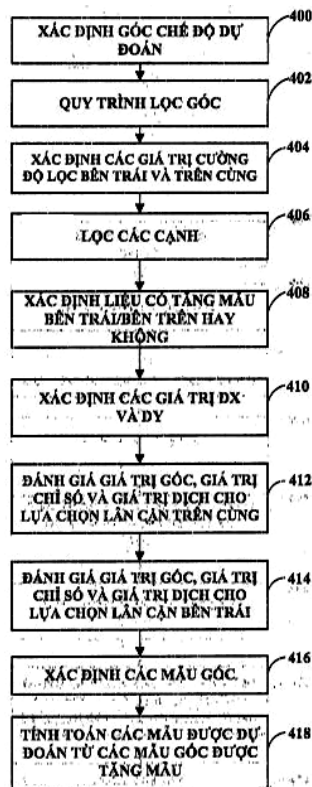 XÁC ĐỊNH GÓC CHẾ ĐỘ DỰ
ĐOÁN
400
QUY TRÌNH LỌC GÓC
402
XÁC ĐỊNH CÁC GIÁ TRỊ CƯỜNG
ĐỘ LỌC BÊN TRÁI VÀ TRÊN CÙNG
404
LỌC CÁC CẠNH
406
XÁC ĐỊNH LIỆU CÓ TĂNG MẪU
BÊN TRÁI/BÊN TRÊN HAY
KHÔNG
408
XÁC ĐỊNH CÁC GIÁ TRỊ DX
VÀ DY
410
ĐÁNH GIÁ GIÁ TRỊ GÓC, GIÁ TRỊ
CHỈ SỐ VÀ GIÁ TRỊ DỊCH CHO
LỰA CHỌN LÂN CẬN TRÊN CÙNG
412
ĐÁNH GIÁ GIÁ TRỊ GÓC, GIÁ TRỊ
CHỈ SỐ VÀ GIÁ TRỊ DỊCH CHO
LỰA CHỌN LÂN CẬN BÊN TRÁI
414
XÁC ĐỊNH CÁC MẪU GỐC
416
TÍNH TOÁN CÁC MẪU ĐƯỢC DỰ
ĐOÁN TỪ CÁC MẪU GỐC ĐƯỢC
TĂNG MẪU
418